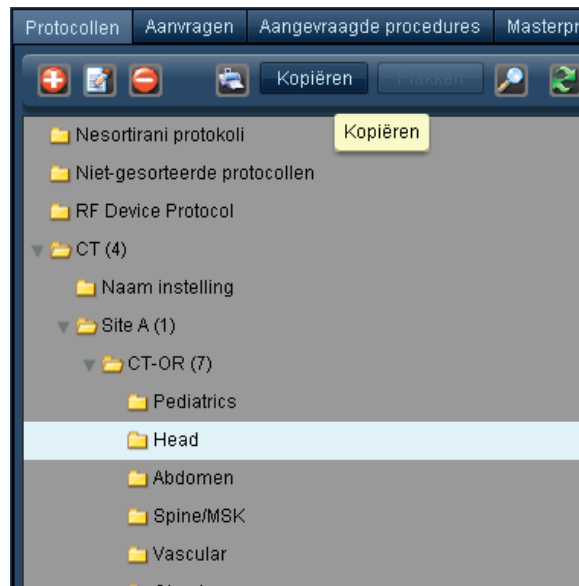 Protocollen Aanvragen Aangevraagde procedures Masterpr
Kopiëren Plakken
Kopiëren
Nesortirani protokoli
Niet-gesorteerde protocollen
RF Device Protocol
CT (4)
Naam instelling
Site A (1)
CT-OR (7)
Pediatrics
Head
Abdomen
Spine/MSK
Vascular